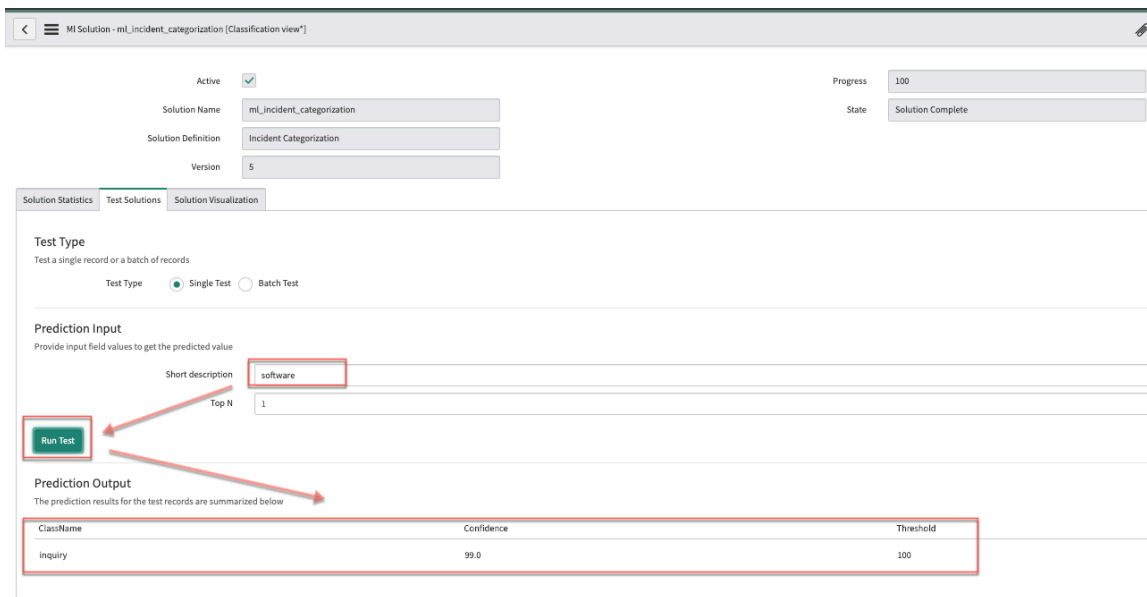 Ml Solution - ml_incident_categorization [Classification view*]
Active
Progress 100
Solution Name ml_incident_categorization
State Solution Complete
Solution Definition Incident Categorization
Version 5
Solution Statistics Test Solutions Solution Visualization
Test Type
Test a single record or a batch of records
Test Type Single Test Batch Test
Prediction Input
Provide input field values to get the predicted value
Short description software
Top N 1
Run Test
Prediction Output
The prediction results for the test records are summarized below
ClassName Confidence Threshold
inquiry 99.0 100